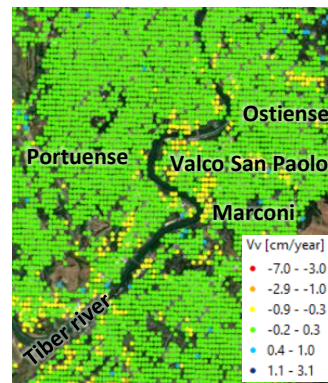 Ostiense
Portuense
Valco San Paolo
Marconi
Tiber river
Vv [cm/year]
-7.0 - -3.0
-2.9 - -1.0
-0.9 - -0.3
-0.2 - 0.3
0.4 - 1.0
1.1 - 3.1